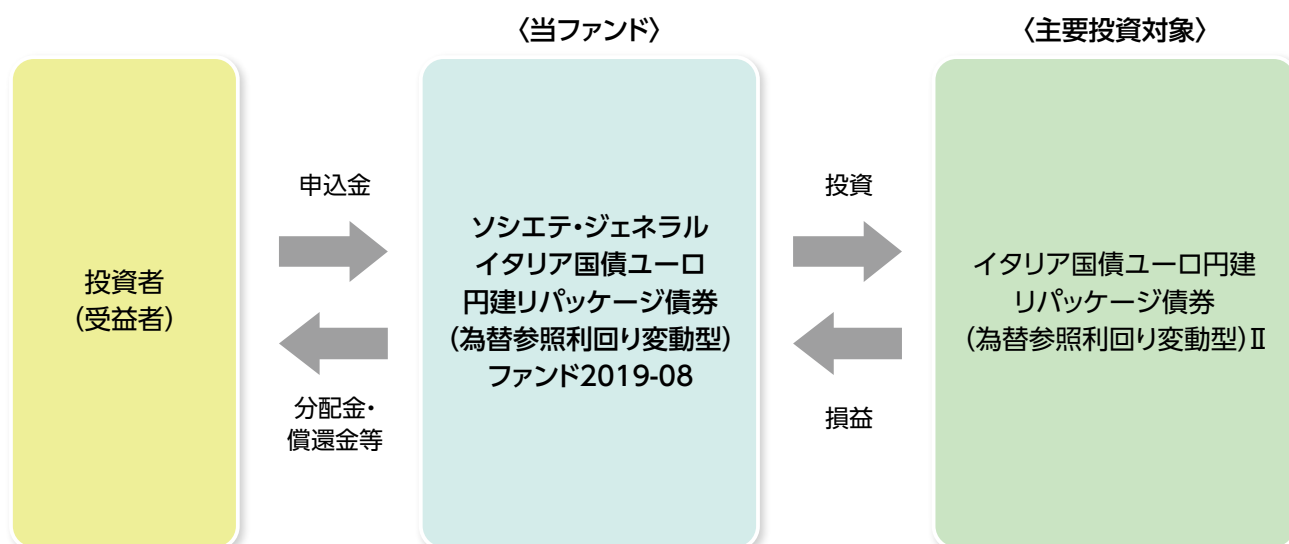 〈当ファンド〉
〈主要投資対象〉
投資者
(受益者)
申込金
分配金・
償還金等
ソシエテ・ジェネラル
イタリア国債ユーロ
円建リパッケージ債券
(為替参照利回り変動型)
ファンド2019-08
投資
損益
イタリア国債ユーロ円建
リパッケージ債券
(為替参照利回り変動型)Ⅱ